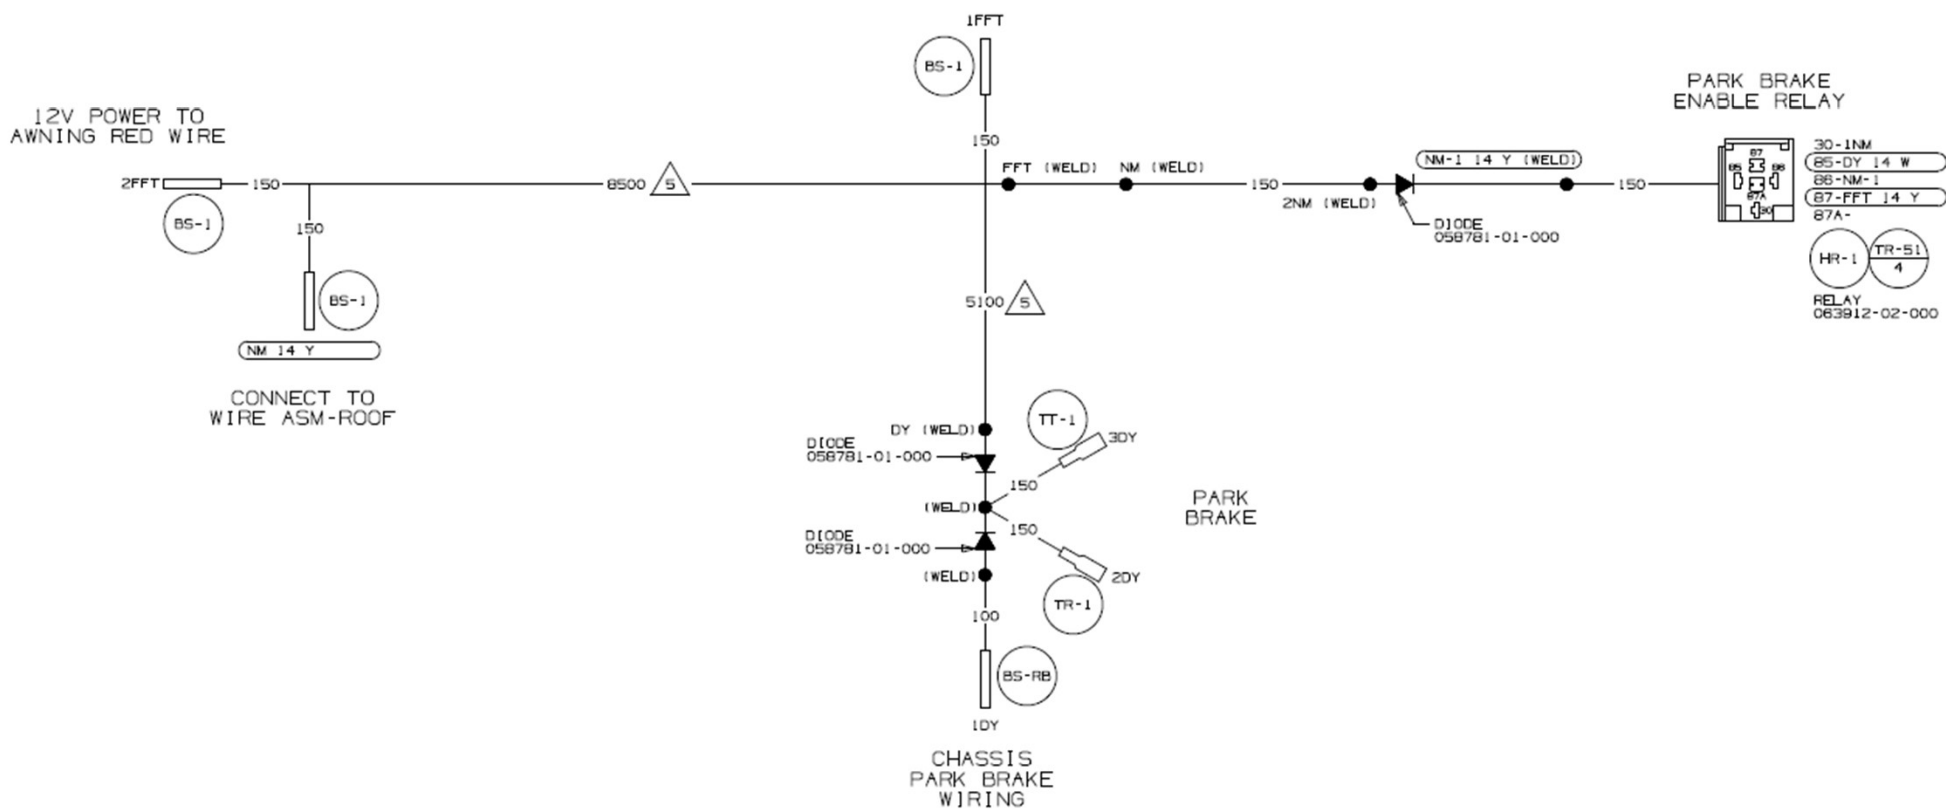 1FFT
BS-1
150
12V POWER TO
AWNING RED WIRE
2FFT
150
BS-1
150
BS-1
NM 14 Y
CONNECT TO
WIRE ASM-ROOF
8500
5
FFT (WELD)
NM (WELD)
150
2NM (WELD)
NM-1 14 Y (WELD)
DIODE
058781-01-000
150
PARK BRAKE
ENABLE RELAY
87
85
86
87A
30
30-1NM
85-DY 14 W
86-NM-1
87-FFT 14 Y
87A-
HR-1
TR-51
4
RELAY
063912-02-000
5100
5
DY (WELD)
DIODE
058781-01-000
TT-1
3DY
150
(WELD)
150
DIODE
058781-01-000
(WELD)
2DY
TR-1
PARK
BRAKE
100
BS-RB
1DY
CHASSIS
PARK BRAKE
WIRING